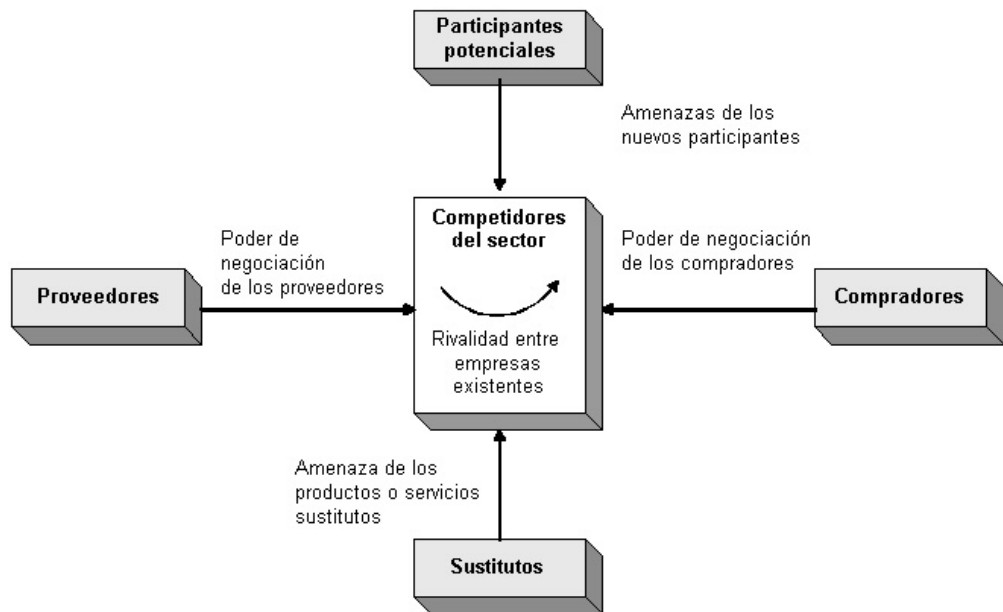 Participantes
potenciales
Amenazas de los
nuevos participantes
Competidores
del sector
Poder de
negociación
de los proveedores
Poder de negociación
de los compradores
Proveedores
Compradores
Rivalidad entre
empresas
existentes
Amenaza de los
productos o servicios
sustitutos
Sustitutos